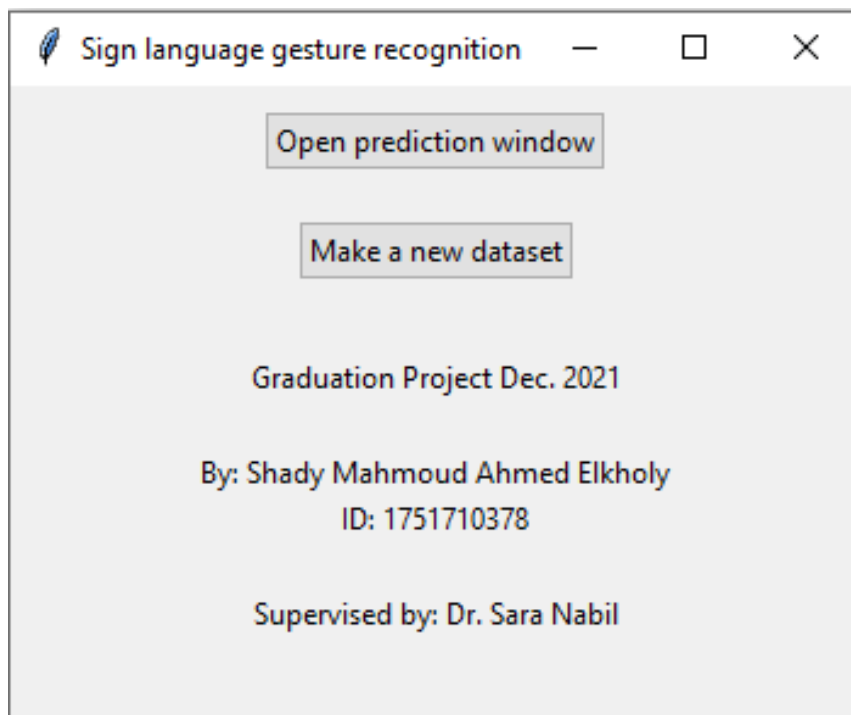 Sign language gesture recognition
Open prediction window
Make a new dataset
Graduation Project Dec. 2021
By: Shady Mahmoud Ahmed Elkholy
ID: 1751710378
Supervised by: Dr. Sara Nabil